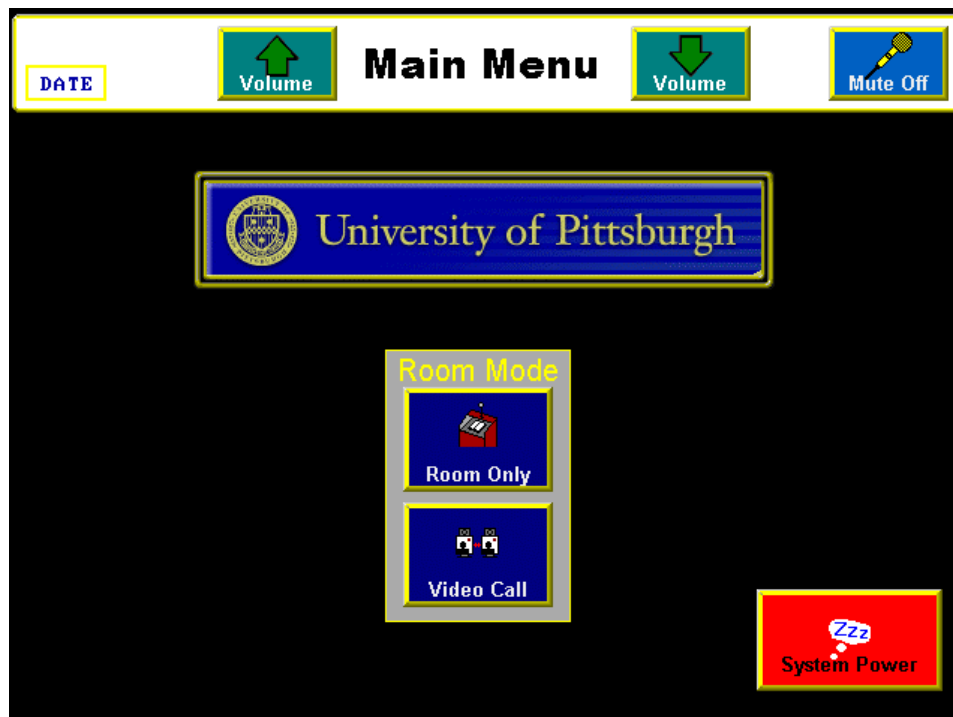 DATE
Volume
Main Menu
Volume
Mute Off
University of Pittsburgh
Room Mode
Room Only
Video Call
Zzz
System Power